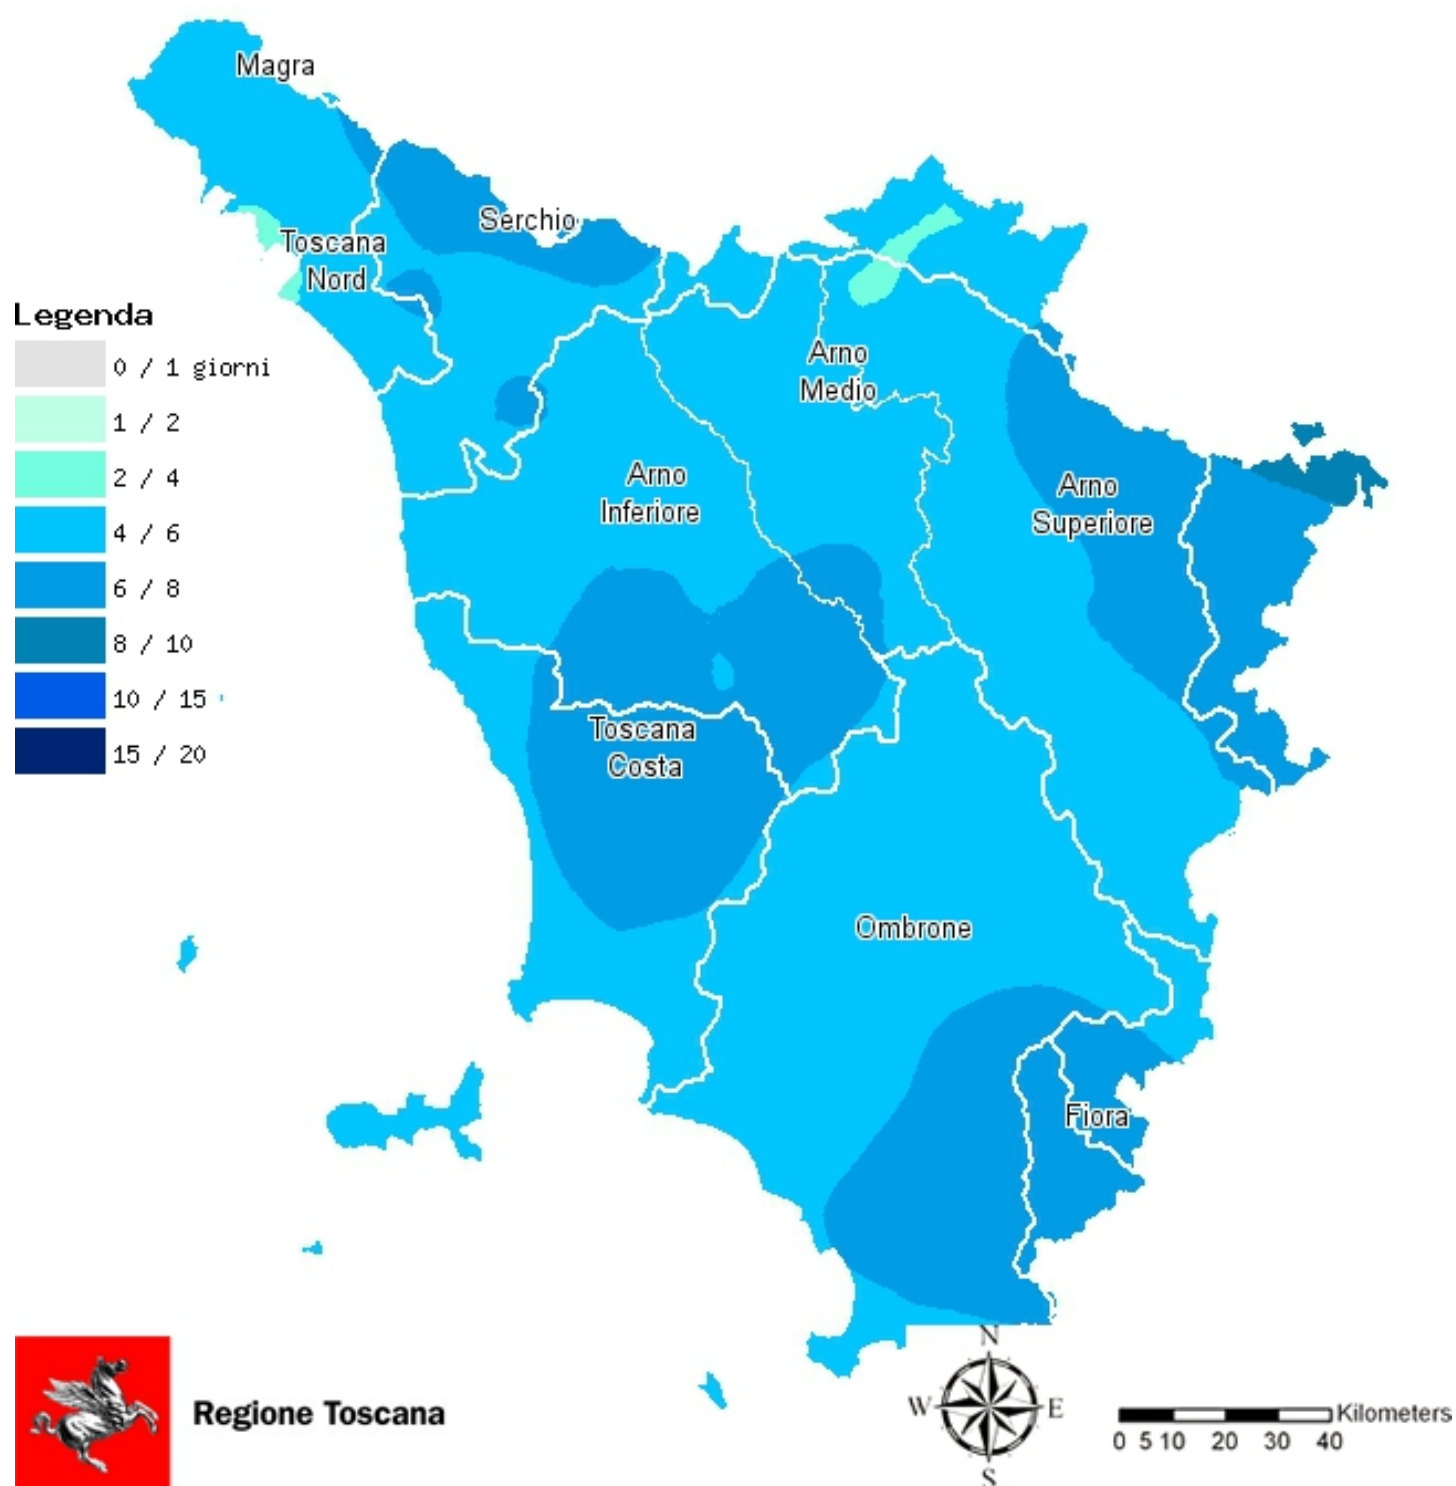 Magra
Serchio
Toscana
Nord
Legenda
0 / 1 giorni
1 / 2
2 / 4
4 / 6
6 / 8
8 / 10
10 / 15
15 / 20
Arno
Medio
Arno
Inferiore
Arno
Superiore
Toscana
Costa
Ombrone
Fiora
Regione Toscana
N
W
E
S
Kilometers
0 5 10 20 30 40